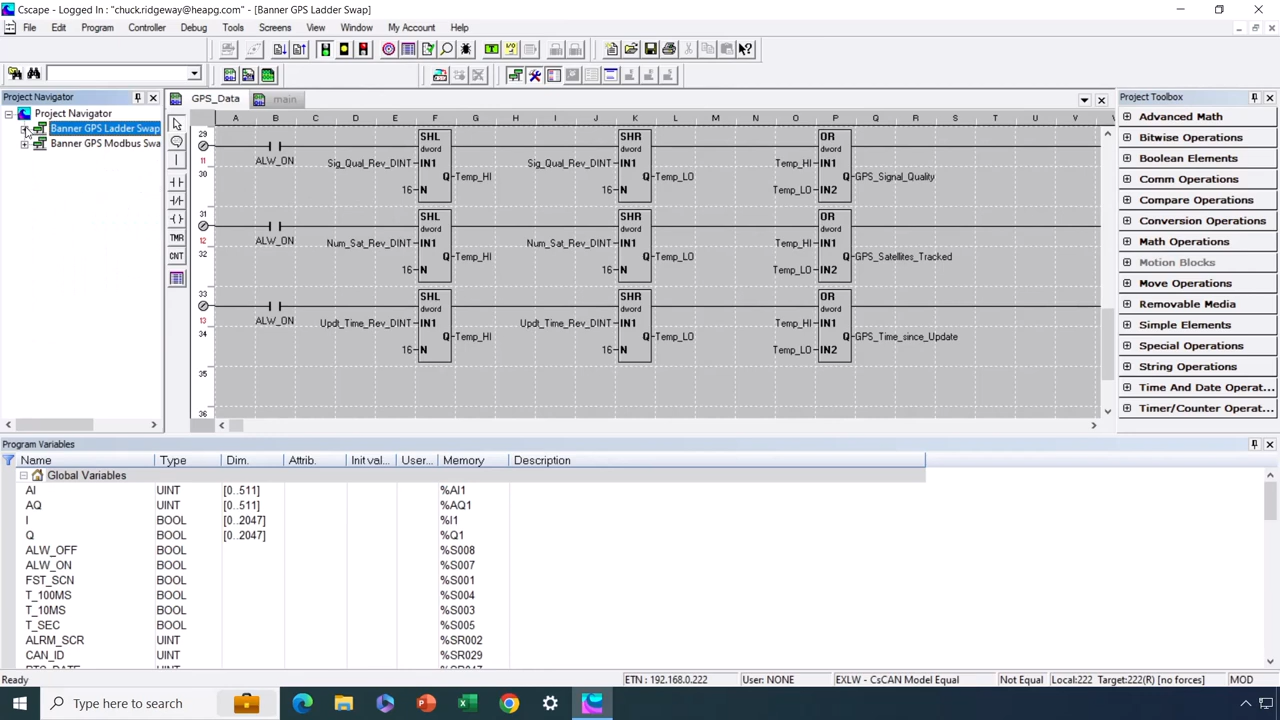 Cscape - Logged In : "chuck.ridgeway@heapg.com" - [Banner GPS Ladder Swap]
File Edit Program Controller Debug Tools Screens View Window My Account Help
Project Navigator
Project Navigator
Banner GPS Ladder Swap
Banner GPS Modbus Swa
GPS_Data main
A B C D E F G H I J K L M N O P Q R S T U V
29
11
30
31
12
32
33
13
34
35
36
ALW_ON
Sig_Qual_Rev_DINT
16
SHL
dword
IN1
Q
N
Temp_HI
Sig_Qual_Rev_DINT
16
SHR
dword
IN1
Q
N
Temp_LO
Temp_HI
Temp_LO
OR
dword
IN1
Q
IN2
GPS_Signal_Quality
ALW_ON
Num_Sat_Rev_DINT
16
SHL
dword
IN1
Q
N
Temp_HI
Num_Sat_Rev_DINT
16
SHR
dword
IN1
Q
N
Temp_LO
Temp_HI
Temp_LO
OR
dword
IN1
Q
IN2
GPS_Satellites_Tracked
ALW_ON
Updt_Time_Rev_DINT
16
SHL
dword
IN1
Q
N
Temp_HI
Updt_Time_Rev_DINT
16
SHR
dword
IN1
Q
N
Temp_LO
Temp_HI
Temp_LO
OR
dword
IN1
Q
IN2
GPS_Time_since_Update
TMR
CNT
Project Toolbox
Advanced Math
Bitwise Operations
Boolean Elements
Comm Operations
Compare Operations
Conversion Operations
Math Operations
Motion Blocks
Move Operations
Removable Media
Simple Elements
Special Operations
String Operations
Time And Date Operat...
Timer/Counter Operat...
Program Variables
Name Type Dim. Attrib. Init val... User... Memory Description
Global Variables
AI UINT [0..511] %AI1
AQ UINT [0..511] %AQ1
I BOOL [0..2047] %I1
Q BOOL [0..2047] %Q1
ALW_OFF BOOL %S008
ALW_ON BOOL %S007
FST_SCN BOOL %S001
T_100MS BOOL %S004
T_10MS BOOL %S003
T_SEC BOOL %S005
ALRM_SCR UINT %SR002
CAN_ID UINT %SR029
Ready ETN : 192.168.0.222 User: NONE EXLW - CsCAN Model Equal Not Equal Local:222 Target:222(R) [no forces] MOD
Type here to search